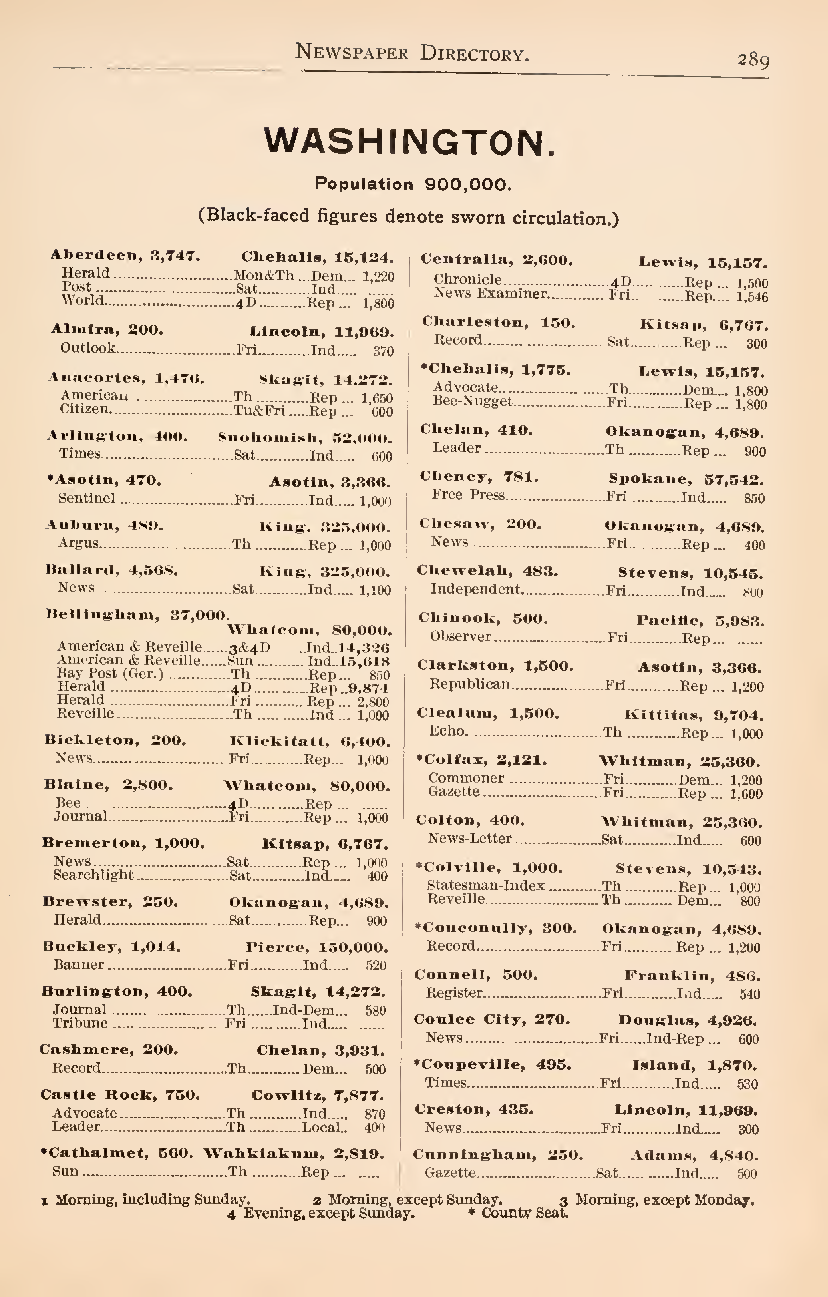 NEWSPAPER DIRECTORY.
289
WASHINGTON.
Population 900,000.
(Black-faced figures denote sworn circulation.)
Aberdeen, 3,747. Chehalis, 15,124.
Herald Mon&Th Dem 1,220
Post Sat Ind
World 4D Rep 1,800
Almira, 200. Lincoln, 11,969.
Outlook Fri Ind 370
Anacortes, 1,476. Skagit, 14,272.
American Th Rep 1,650
Citizen Tu&Fri Rep 600
Arlington, 400. Snohomish, 52,000.
Times Sat Ind 600
*Asotin, 470. Asotin, 3,366.
Sentinel Fri Ind 1,000
Auburn, 489. King, 325,000.
Argus Th Rep 1,000
Ballard, 4,568. King, 325,000.
News Sat Ind 1,100
Bellingham, 37,000.
Whatcom, 80,000.
American & Reveille 3&4D Ind 14,326
American & Reveille Sun Ind 15,618
Bay Post (Ger.) Th Rep 850
Herald 4D Rep 9,874
Herald Fri Rep 2,800
Reveille Th Ind 1,000
Bickleton, 200. Klickitatt, 6,400.
News Fri Rep 1,000
Blaine, 2,800. Whatcom, 80,000.
Bee 4D Rep
Journal Fri Rep 1,000
Bremerton, 1,000. Kitsap, 6,767.
News Sat Rep 1,000
Searchlight Sat Ind 400
Brewster, 250. Okanogan, 4,689.
Herald Sat Rep 900
Buckley, 1,014. Pierce, 150,000.
Banner Fri Ind 520
Burlington, 400. Skagit, 14,272.
Journal Th Ind-Dem 580
Tribune Fri Ind
Cashmere, 200. Chelan, 3,931.
Record Th Dem 500
Castle Rock, 750. Cowlitz, 7,877.
Advocate Th Ind 870
Leader Th Local 400
*Cathalmet, 560. Wahkiakum, 2,819.
Sun Th Rep
Centralia, 2,600. Lewis, 15,157.
Chronicle 4D Rep 1,500
News Examiner Fri Rep 1,546
Charleston, 150. Kitsap, 6,767.
Record Sat Rep 300
*Chehalis, 1,775. Lewis, 15,157.
Advocate Th Dem 1,800
Bee-Nugget Fri Rep 1,800
Chelan, 410. Okanogan, 4,689.
Leader Th Rep 900
Cheney, 781. Spokane, 57,542.
Free Press Fri Ind 850
Chesaw, 200. Okanogan, 4,689.
News Fri Rep 400
Chewelah, 483. Stevens, 10,545.
Independent Fri Ind 800
Chinook, 500. Pacific, 5,983.
Observer Fri Rep
Clarkston, 1,500. Asotin, 3,366.
Republican Fri Rep 1,200
Clealum, 1,500. Kittitas, 9,704.
Echo. Th Rep 1,000
*Colfax, 2,121. Whitman, 25,360.
Commoner Fri Dem 1,200
Gazette Fri Rep 1,600
Colton, 400. Whitman, 25,360.
News-Letter Sat Ind 600
*Colville, 1,000. Stevens, 10,543.
Statesman-Index Th Rep 1,000
Reveille Th Dem 800
*Conconully, 300. Okanogan, 4,689.
Record Fri Rep 1,200
Connell, 500. Franklin, 486.
Register Fri Ind 540
Coulee City, 270. Douglas, 4,926.
News Fri Ind-Rep 600
*Coupeville, 495. Island, 1,870.
Times Fri Ind 530
Creston, 435. Lincoln, 11,969.
News Fri Ind 300
Cunningham, 250. Adams, 4,840.
Gazette Sat Ind 500
1 Morning, including Sunday. 2 Morning, except Sunday. 3 Morning, except Monday.
4 Evening, except Sunday. * County Seat.